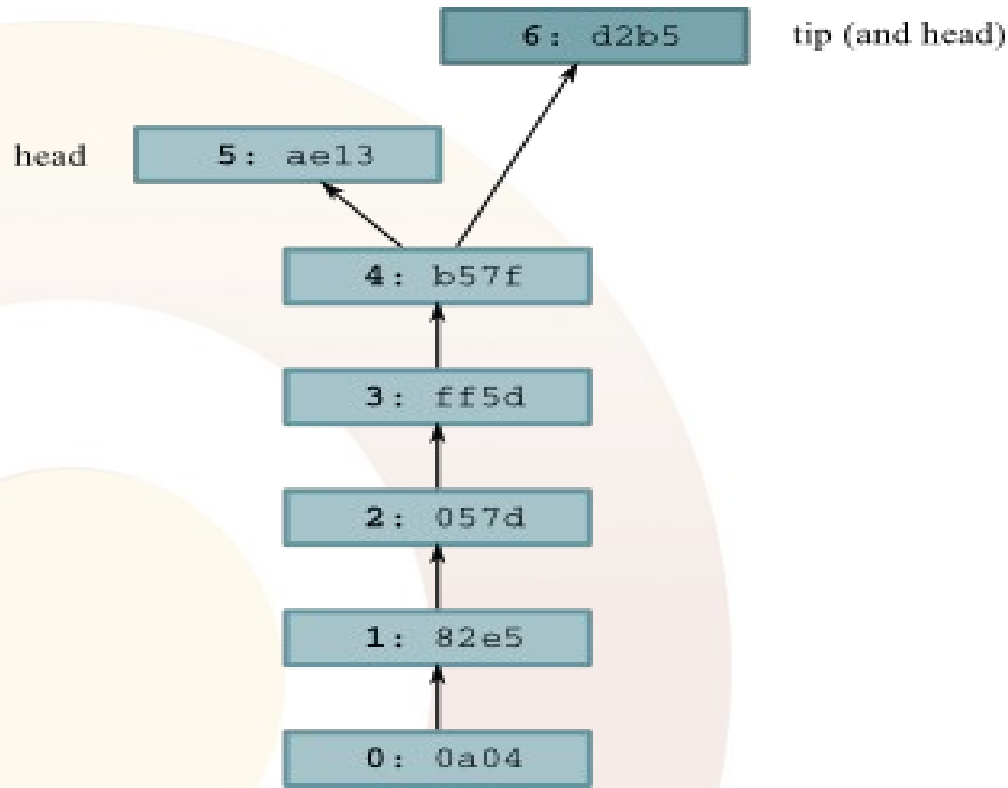 6: d2b5 tip (and head)
head 5: ae13
4: b57f
3: ff5d
2: 057d
1: 82e5
0: 0a04